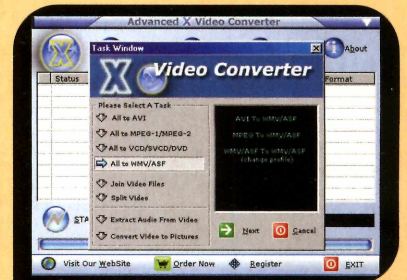 Advanced X Video Converter
Task Window
X
About
X Video Converter
Status
Format
Please Select A Task
All to AVI
All to MPEG-1/MPEG-2
All to VCD/SVCD/DVD
All to WMV/ASF
Join Video Files
Split Video
Extract Audio From Video
Convert Video to Pictures
AVI To WMV/ASF
MPEG To WMV/ASF
WMV/ASF To WMV/ASF
(change profile)
Next
Cancel
STA
Visit Our WebSite
Order Now
Register
EXIT